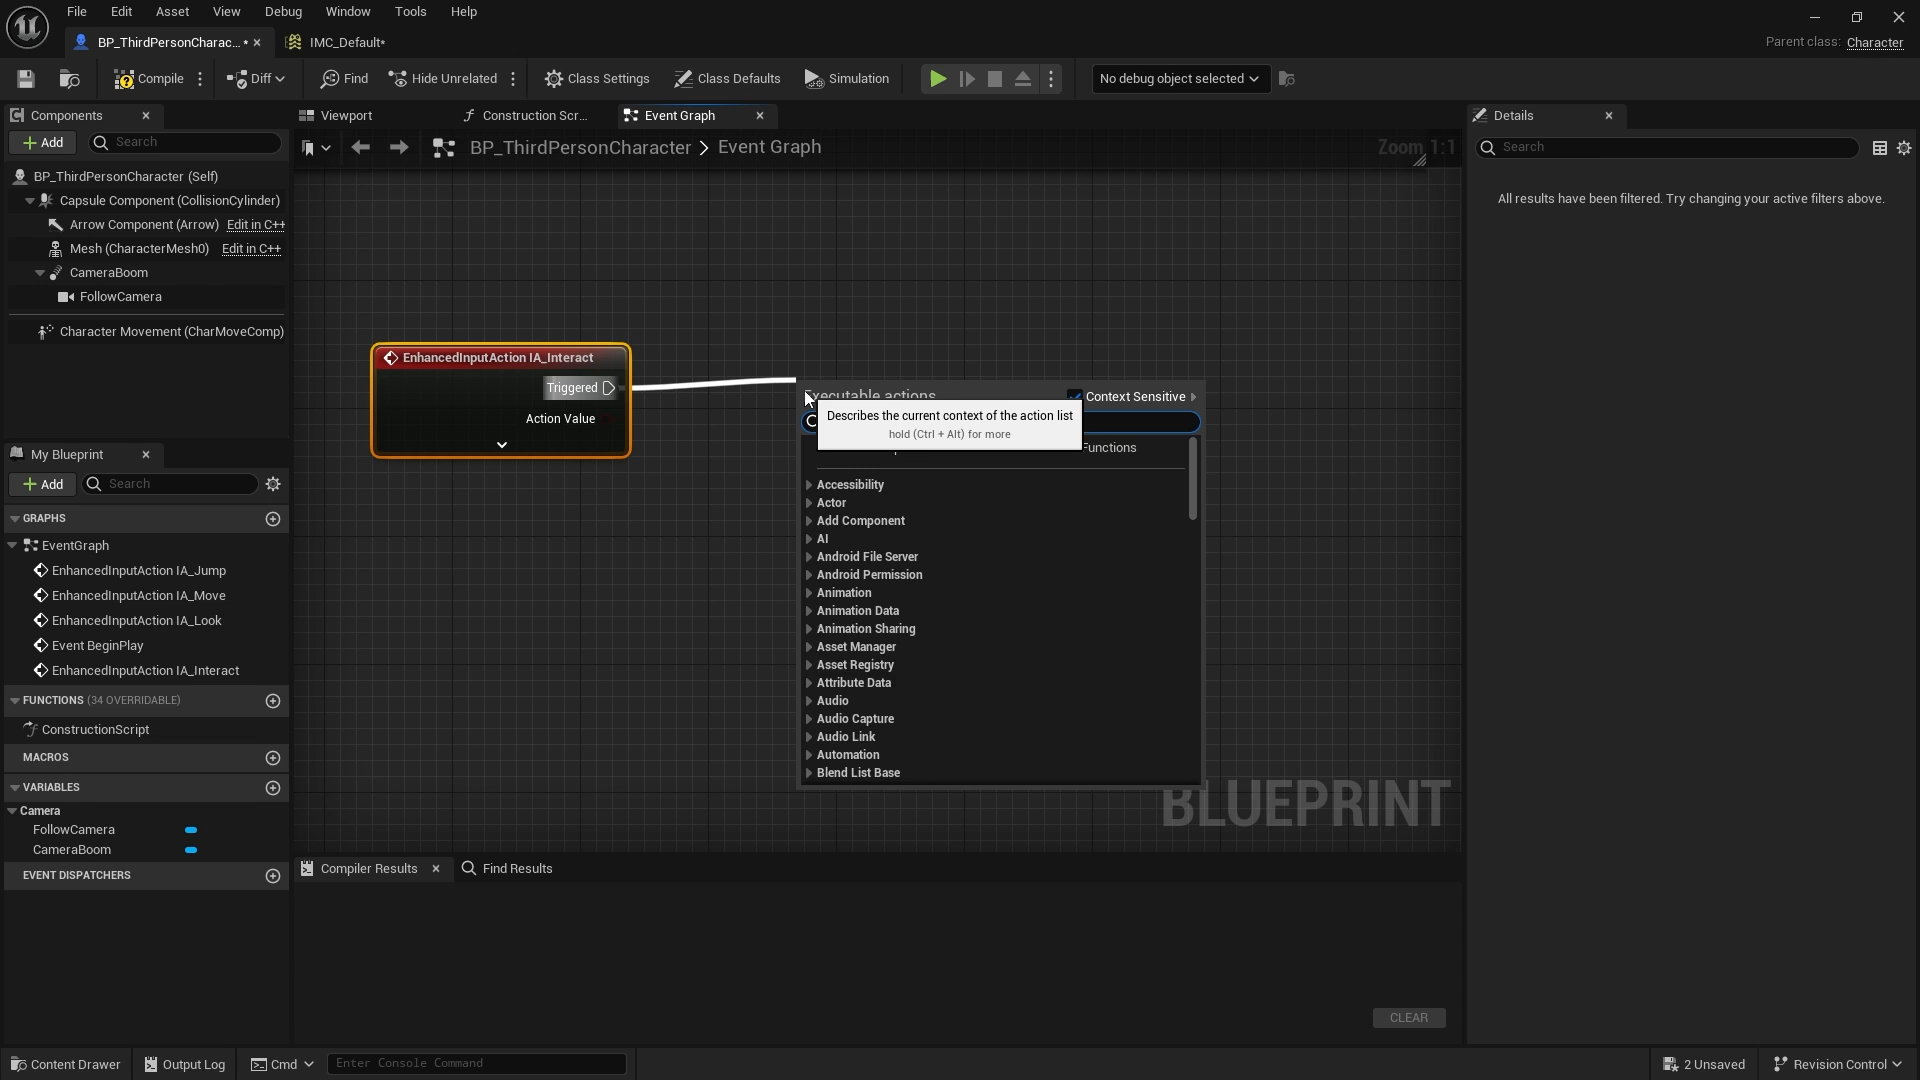 File Edit Asset View Debug Window Tools Help
BP_ThirdPersonCharac... • IMC_Default*
Parent class: Character
Compile Diff Find Hide Unrelated Class Settings Class Defaults Simulation No debug object selected
Components
Add Search
BP_ThirdPersonCharacter (Self)
Capsule Component (CollisionCylinder)
Arrow Component (Arrow) Edit in C++
Mesh (CharacterMesh0) Edit in C++
CameraBoom
FollowCamera
Character Movement (CharMoveComp)
My Blueprint
Add Search
GRAPHS
EventGraph
EnhancedInputAction IA_Jump
EnhancedInputAction IA_Move
EnhancedInputAction IA_Look
Event BeginPlay
EnhancedInputAction IA_Interact
FUNCTIONS (34 OVERRIDABLE)
ConstructionScript
MACROS
VARIABLES
Camera
FollowCamera
CameraBoom
EVENT DISPATCHERS
Viewport Construction Scr... Event Graph
BP_ThirdPersonCharacter > Event Graph
Zoom 1:1
EnhancedInputAction IA_Interact
Triggered
Action Value
Executable actions Context Sensitive
Describes the current context of the action list
hold (Ctrl + Alt) for more
Functions
Accessibility
Actor
Add Component
AI
Android File Server
Android Permission
Animation
Animation Data
Animation Sharing
Asset Manager
Asset Registry
Attribute Data
Audio
Audio Capture
Audio Link
Automation
Blend List Base
BLUEPRINT
Compiler Results Find Results
CLEAR
Details
Search
All results have been filtered. Try changing your active filters above.
Content Drawer Output Log Cmd Enter Console Command 2 Unsaved Revision Control